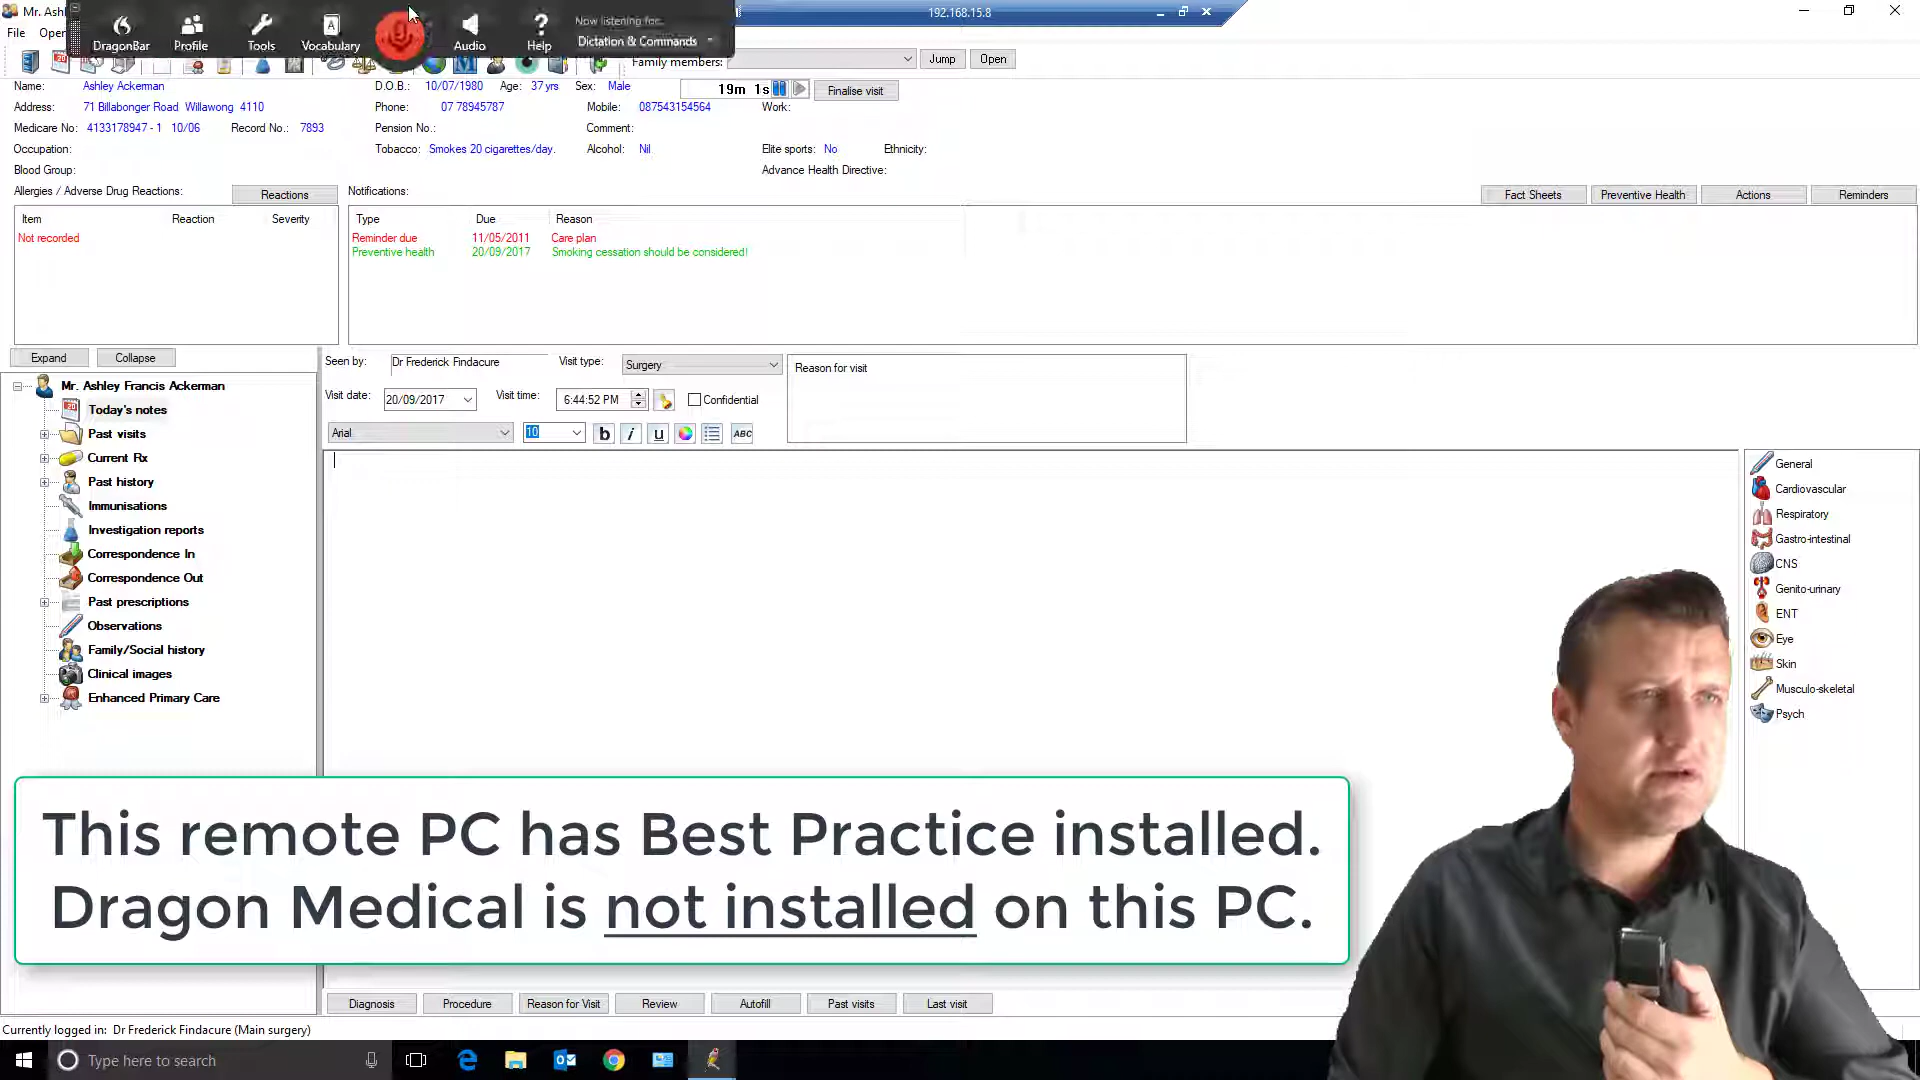 Mr. Ashl
192.168.15.8
File Open
DragonBar Profile Tools Vocabulary Audio Help
Now listening for:
Dictation & Commands
Family members: Jump Open
Name: Ashley Ackerman D.O.B.: 10/07/1980 Age: 37 yrs Sex: Male 19m 1s Finalise visit
Address: 71 Billabonger Road Willawong 4110 Phone: 07 78945787 Mobile: 087543154564 Work:
Medicare No: 4133178947 - 1 10/06 Record No.: 7893 Pension No.: Comment:
Occupation: Tobacco: Smokes 20 cigarettes/day. Alcohol: Nil Elite sports: No Ethnicity:
Blood Group: Advance Health Directive:
Allergies / Adverse Drug Reactions: Reactions Notifications: Fact Sheets Preventive Health Actions Reminders
Item Reaction Severity Type Due Reason
Not recorded Reminder due 11/05/2011 Care plan
Preventive health 20/09/2017 Smoking cessation should be considered!
Expand Collapse
Seen by: Dr Frederick Findacure Visit type: Surgery Reason for visit
Visit date: 20/09/2017 Visit time: 6:44:52 PM Confidential
Arial 10 b i u ABC
Mr. Ashley Francis Ackerman
Today's notes
Past visits
Current Rx
Past history
Immunisations
Investigation reports
Correspondence In
Correspondence Out
Past prescriptions
Observations
Family/Social history
Clinical images
Enhanced Primary Care
General
Cardiovascular
Respiratory
Gastro-intestinal
CNS
Genito-urinary
ENT
Eye
Skin
Musculo-skeletal
Psych
This remote PC has Best Practice installed.
Dragon Medical is not installed on this PC.
Diagnosis Procedure Reason for Visit Review Autofill Past visits Last visit
Currently logged in: Dr Frederick Findacure (Main surgery)
Type here to search